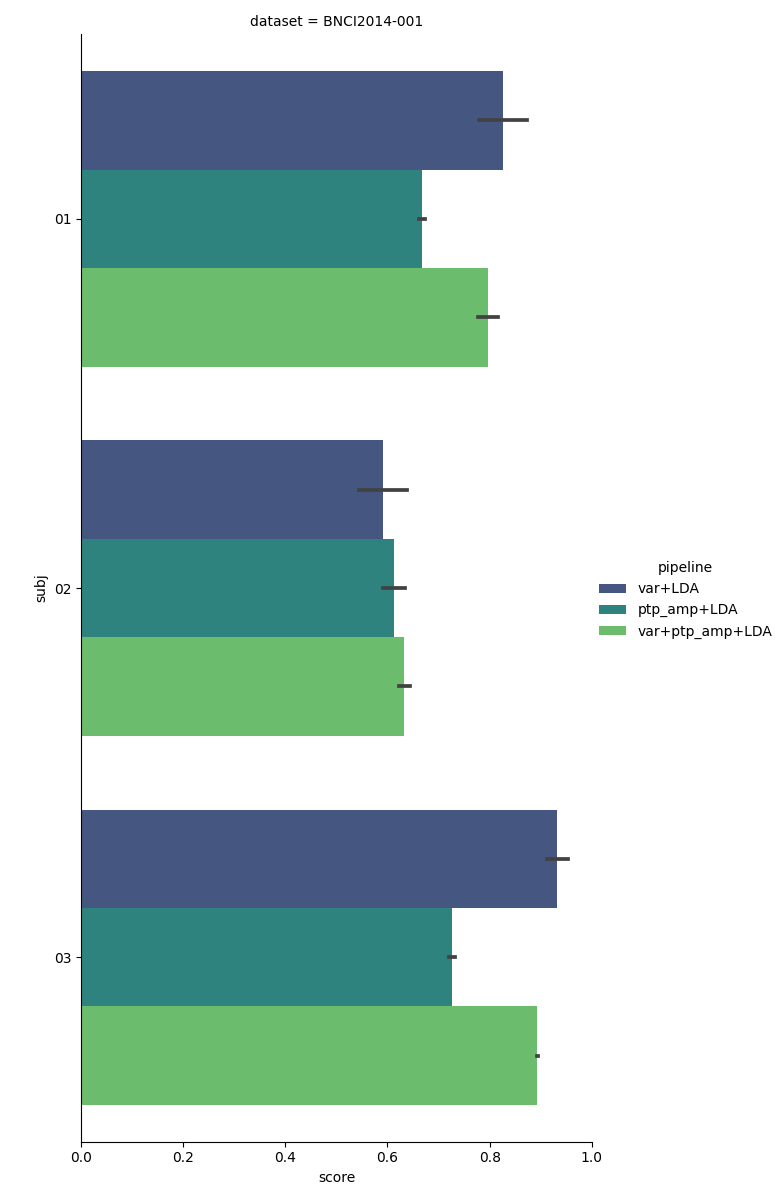 dataset = BNCI2014-001
01
02
03
subj
0.0 0.2 0.4 0.6 0.8 1.0
score
pipeline
var+LDA
ptp_amp+LDA
var+ptp_amp+LDA